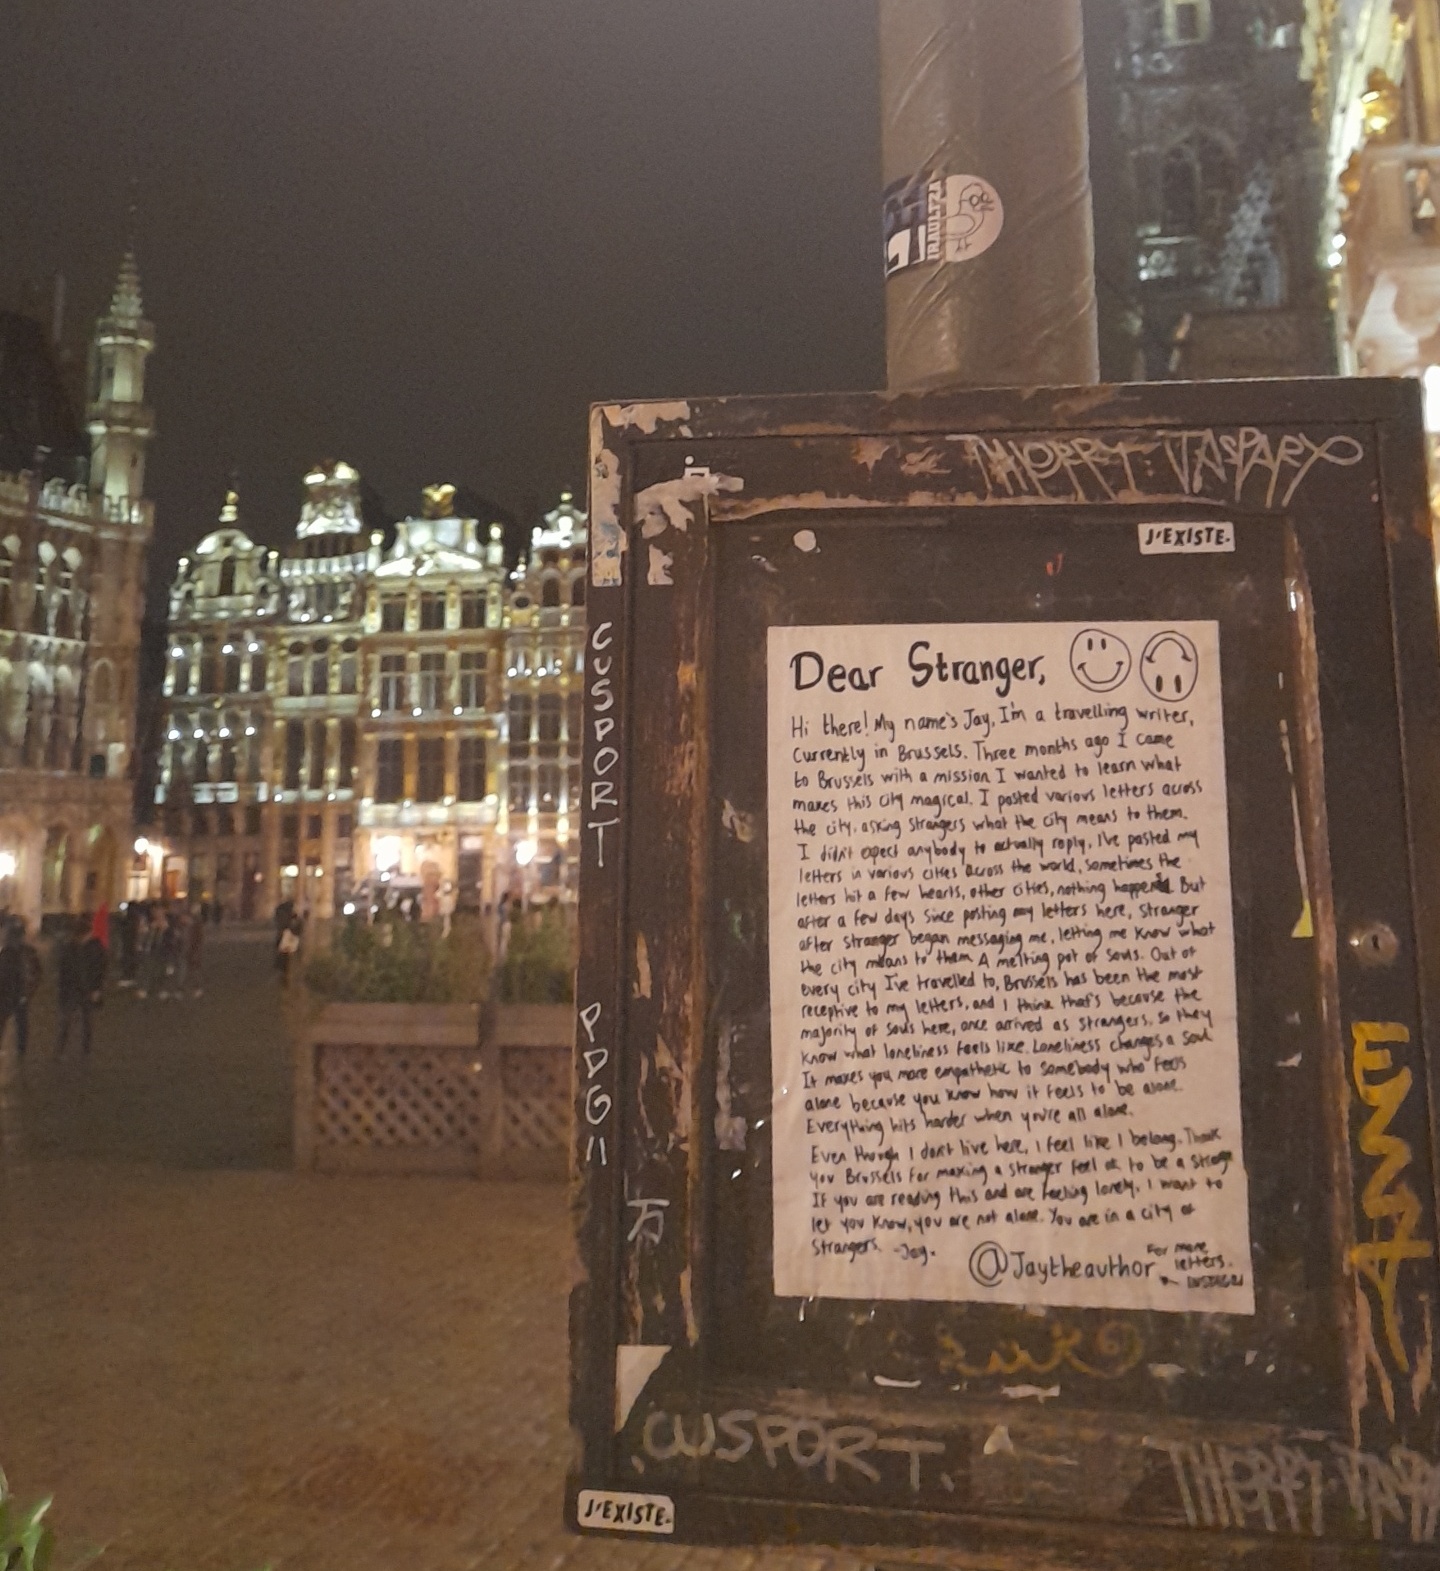 IRAULTZA
THIERRY: JASPARX
J'EXISTE.
CUSPORT
Dear Stranger,
Hi there! My name's Jay, I'm a travelling writer,
Currently in Brussels. Three months ago I came
to Brussels with a mission I wanted to learn what
makes this city magical. I posted various letters across
the city, asking strangers what the city means to them.
I didn't expect anybody to actually reply, I've posted my
letters in various cities across the world, sometimes the
letters hit a few hearts, other cities, nothing happened. But
after a few days since posting my letters here, stranger
after stranger began messaging me, letting me know what
the city means to them. A melting pot of souls. Out of
every city I've travelled to, Brussels has been the most
receptive to my letters, and I think that's because the
majority of souls here, once arrived as strangers. So they
know what loneliness feels like. Loneliness changes a soul
It makes you more empathetic to somebody who feels
alone because you know how it feels to be alone.
Everything hits harder when you're all alone.
Even though I don't live here, I feel like I belong. Thank
you Brussels for making a stranger feel ok to be a
If you are reading this and are feeling lonely, I want to
let you know, you are not alone. You are in a city of
Strangers. -Jay.
@Jaytheauthor
For more
letters.
CUSPORT.
J'EXISTE.